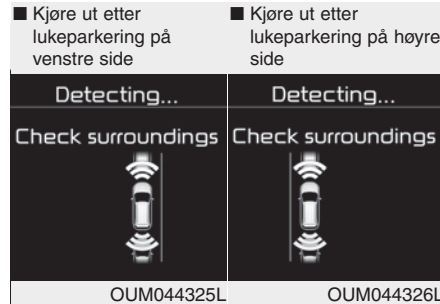 ■ Kjøre ut etter
lukeparkering på
venstre side
Detecting...
Check surroundings
OUM044325L
■ Kjøre ut etter
lukeparkering på høyre
side
Detecting...
Check surroundings
OUM044326L